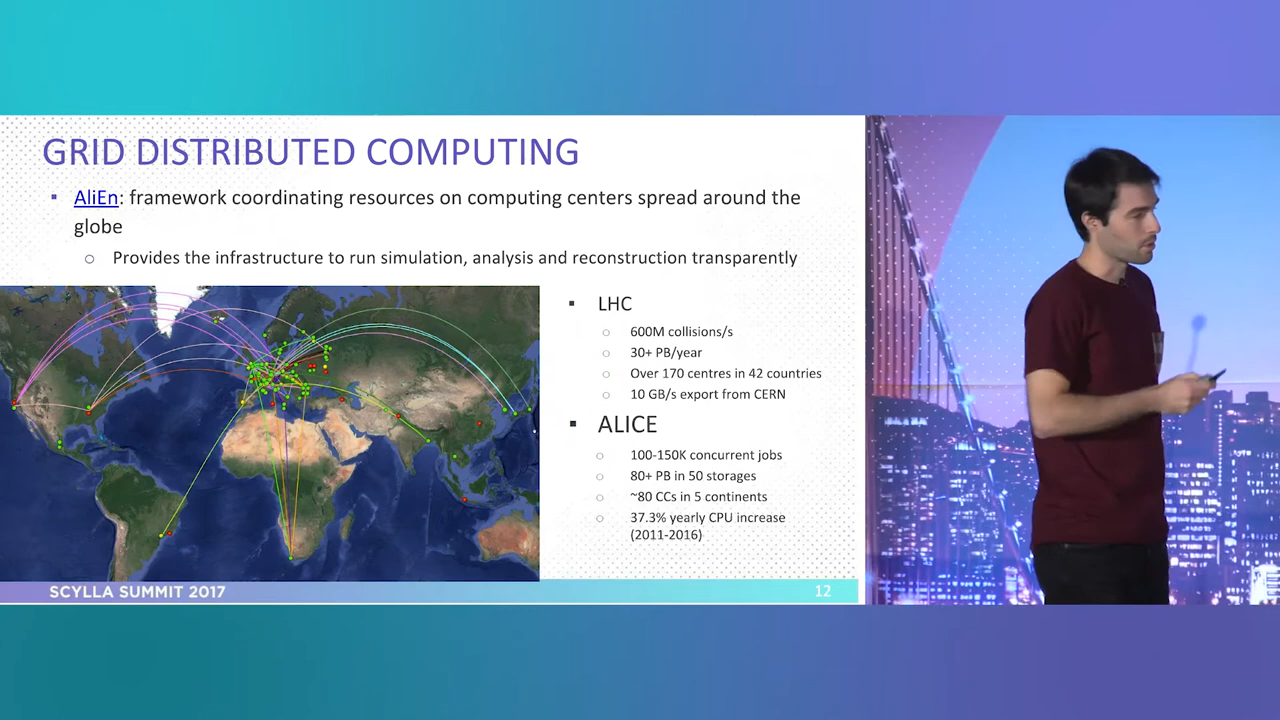 GRID DISTRIBUTED COMPUTING
▪ AliEn: framework coordinating resources on computing centers spread around the
globe
○ Provides the infrastructure to run simulation, analysis and reconstruction transparently
▪ LHC
○ 600M collisions/s
○ 30+ PB/year
○ Over 170 centres in 42 countries
○ 10 GB/s export from CERN
▪ ALICE
○ 100-150K concurrent jobs
○ 80+ PB in 50 storages
○ ~80 CCs in 5 continents
○ 37.3% yearly CPU increase
(2011-2016)
SCYLLA SUMMIT 2017
12